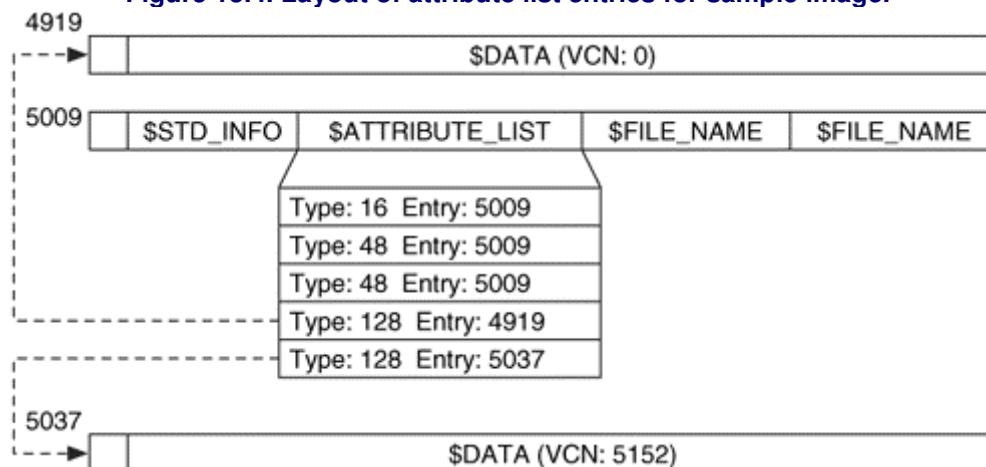 4919
$DATA (VCN: 0)
5009
$STD_INFO $ATTRIBUTE_LIST $FILE_NAME $FILE_NAME
Type: 16 Entry: 5009
Type: 48 Entry: 5009
Type: 48 Entry: 5009
Type: 128 Entry: 4919
Type: 128 Entry: 5037
5037
$DATA (VCN: 5152)